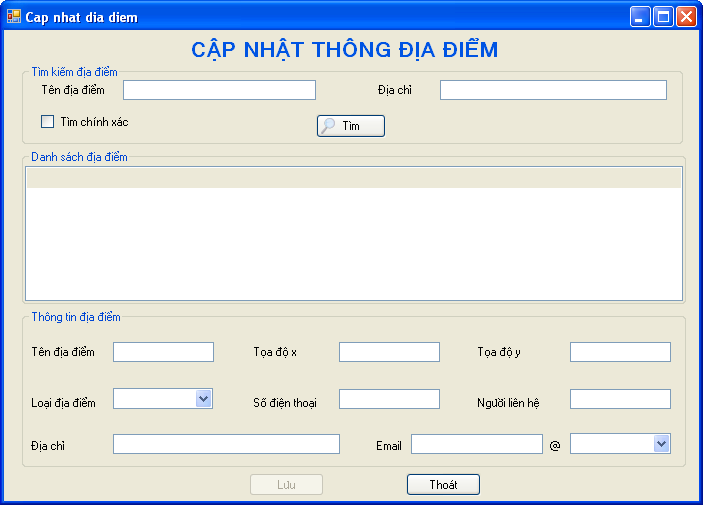 Cap nhat dia diem
CẬP NHẬT THÔNG ĐỊA ĐIỂM
Tìm kiếm địa điểm
Tên địa điểm Địa chỉ
Tìm chính xác Tìm
Danh sách địa điểm
Thông tin địa điểm
Tên địa điểm Tọa độ x Tọa độ y
Loại địa điểm Số điện thoại Người liên hệ
Địa chỉ Email @
Lưu Thoát